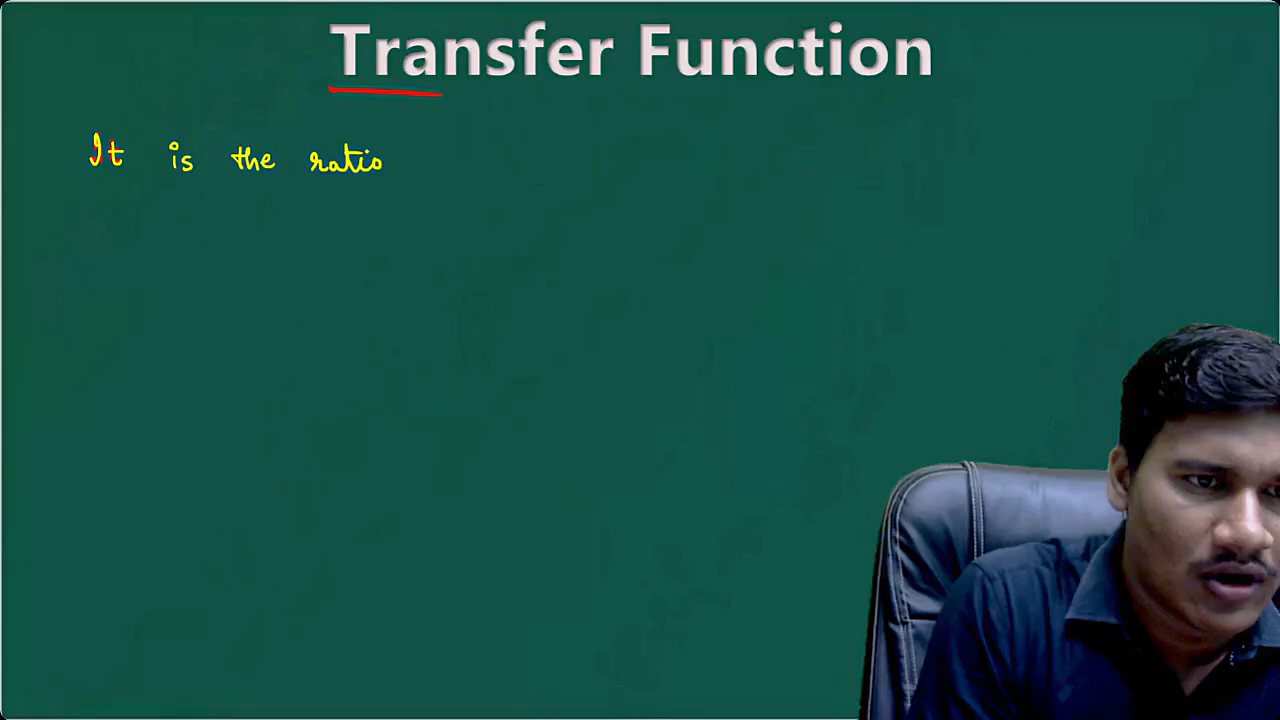 Transfer Function
It is the ratio